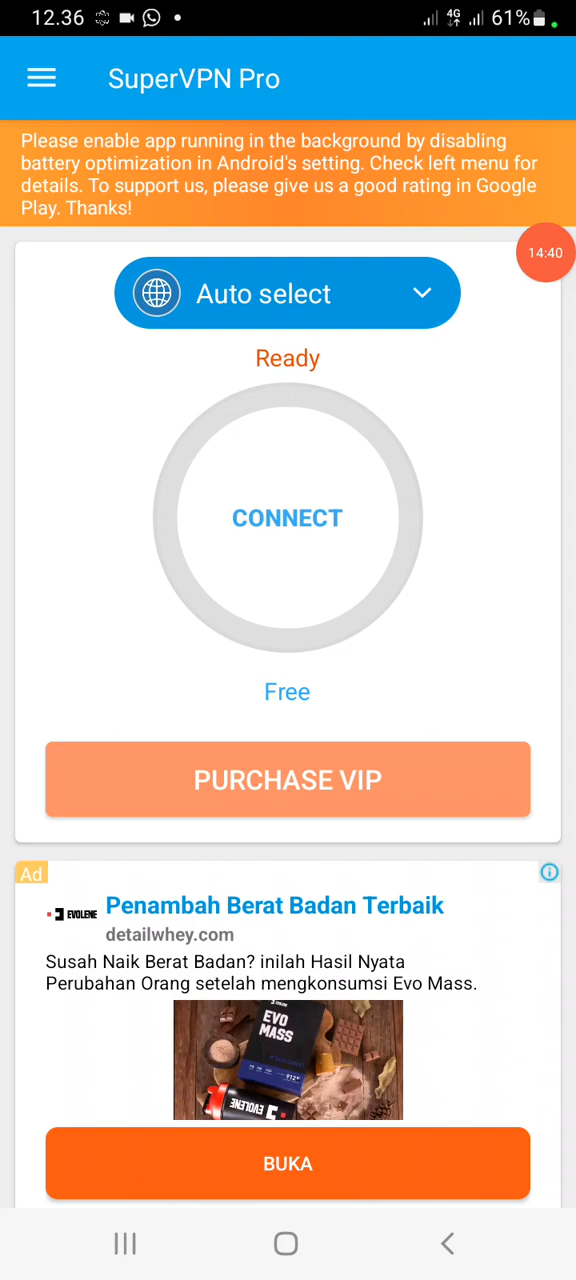 12.36
4G
61%
SuperVPN Pro
Please enable app running in the background by disabling
battery optimization in Android's setting. Check left menu for
details. To support us, please give us a good rating in Google
Play. Thanks!
14:40
Auto select
Ready
CONNECT
Free
PURCHASE VIP
Ad
EVOLENE
Penambah Berat Badan Terbaik
detailwhey.com
Susah Naik Berat Badan? inilah Hasil Nyata
Perubahan Orang setelah mengkonsumsi Evo Mass.
EVO
MASS
EVOLENE
BUKA